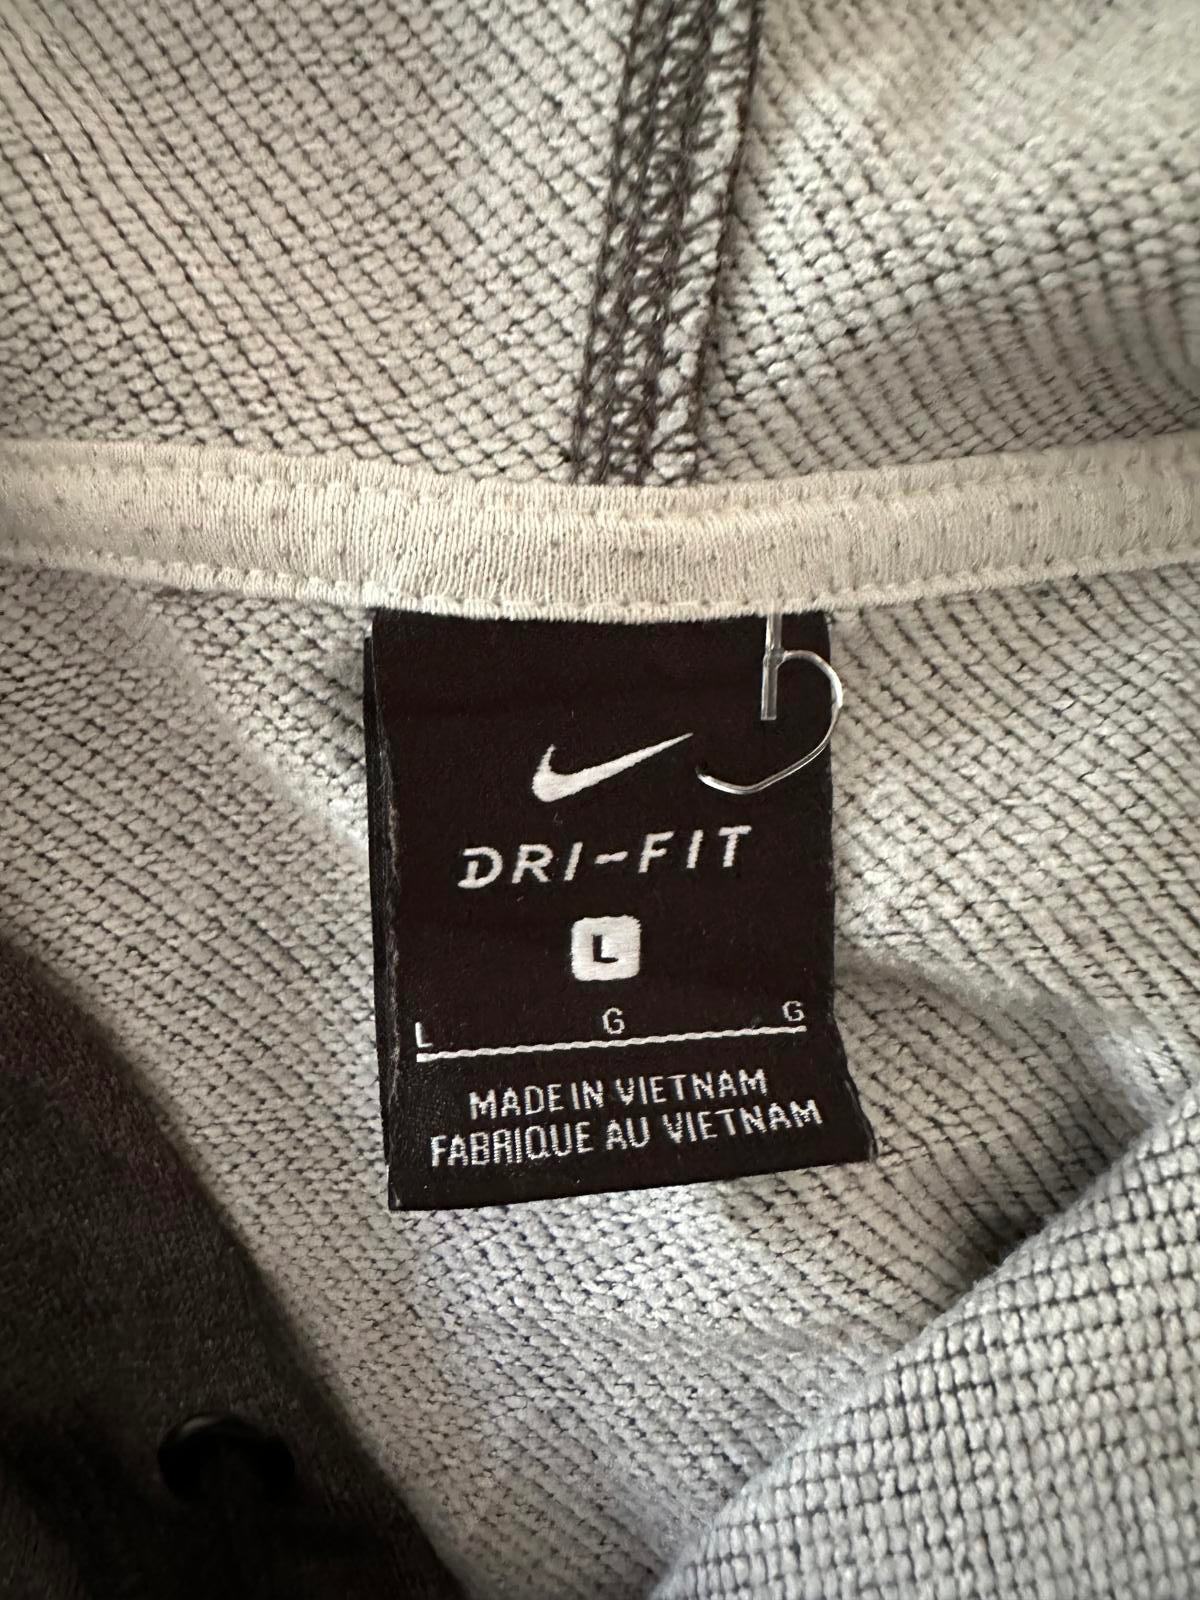 DRI-FIT
L
L G G
MADE IN VIETNAM
FABRIQUE AU VIETNAM